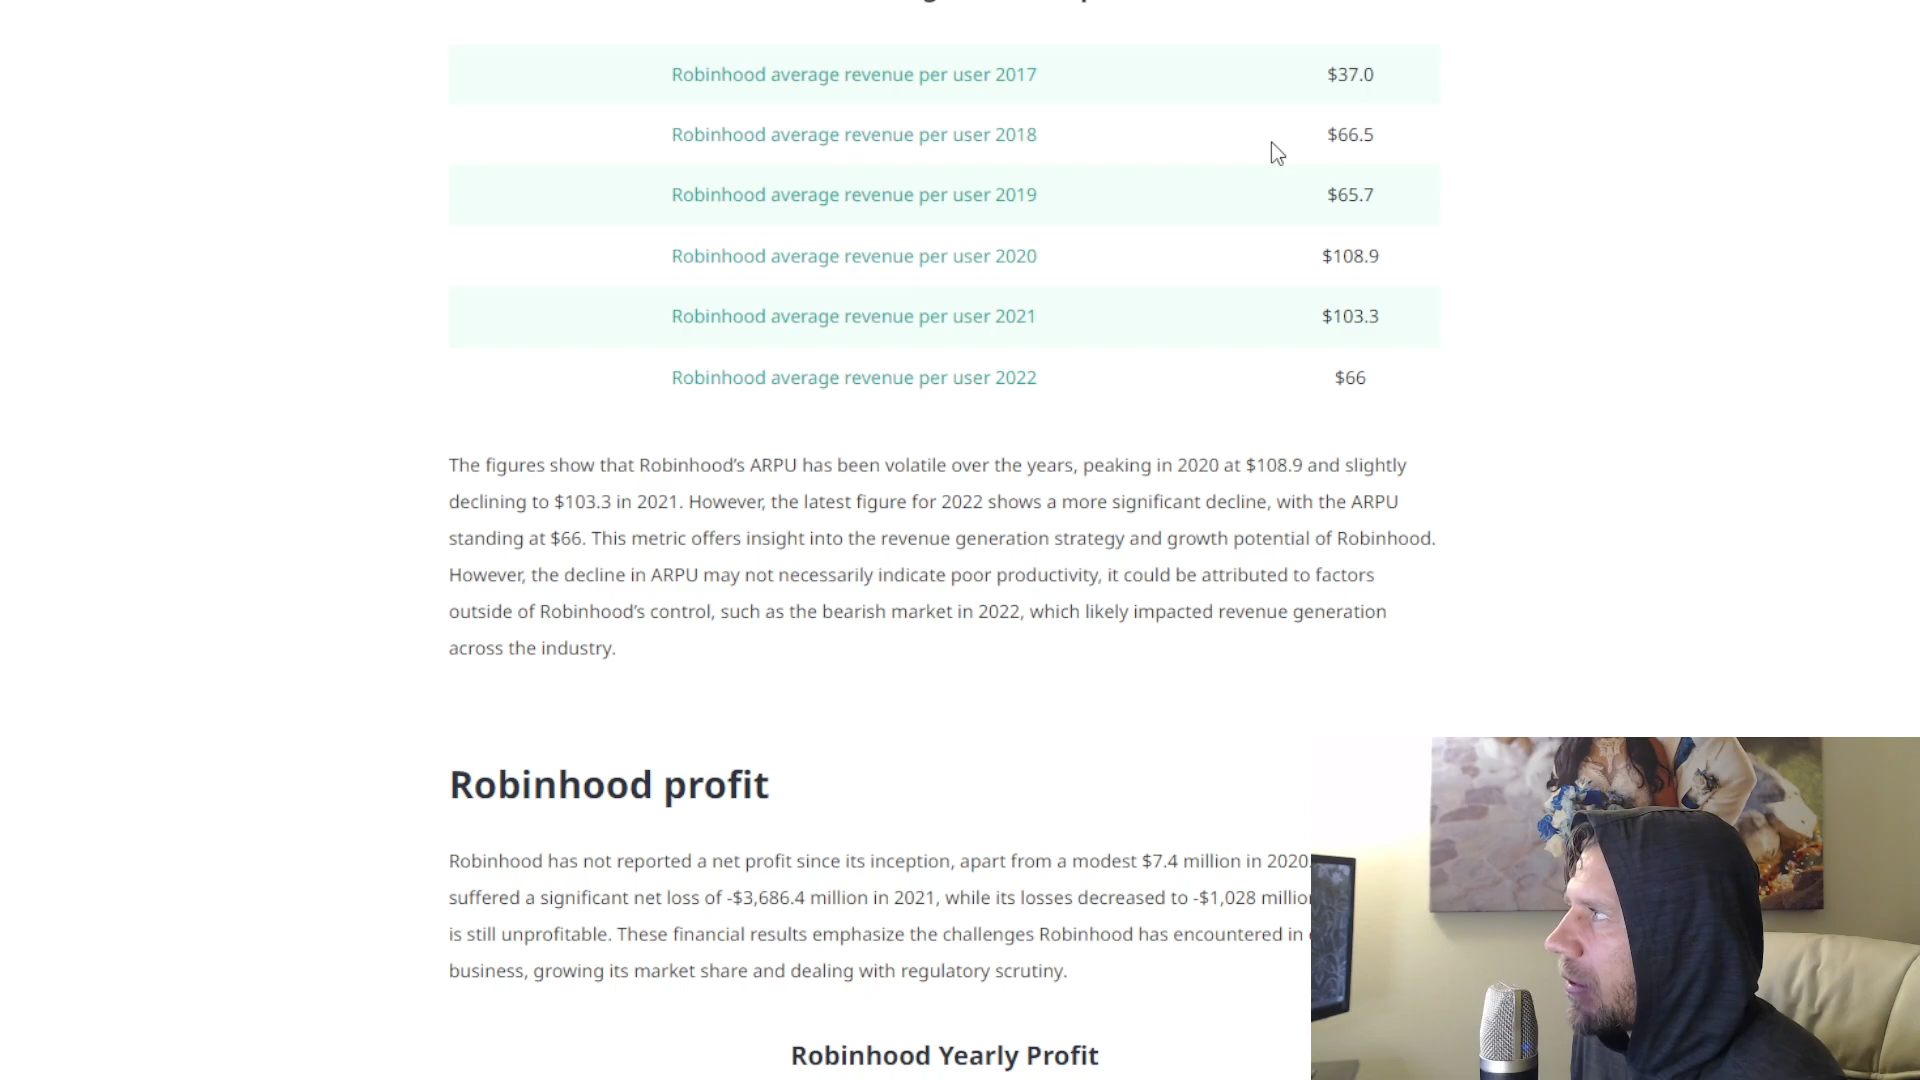 Robinhood average revenue per user 2017 $37.0
Robinhood average revenue per user 2018 $66.5
Robinhood average revenue per user 2019 $65.7
Robinhood average revenue per user 2020 $108.9
Robinhood average revenue per user 2021 $103.3
Robinhood average revenue per user 2022 $66
The figures show that Robinhood’s ARPU has been volatile over the years, peaking in 2020 at $108.9 and slightly
declining to $103.3 in 2021. However, the latest figure for 2022 shows a more significant decline, with the ARPU
standing at $66. This metric offers insight into the revenue generation strategy and growth potential of Robinhood.
However, the decline in ARPU may not necessarily indicate poor productivity, it could be attributed to factors
outside of Robinhood’s control, such as the bearish market in 2022, which likely impacted revenue generation
across the industry.
Robinhood profit
Robinhood has not reported a net profit since its inception, apart from a modest $7.4 million in 2020
suffered a significant net loss of -$3,686.4 million in 2021, while its losses decreased to -$1,028
is still unprofitable. These financial results emphasize the challenges Robinhood has encountered in
business, growing its market share and dealing with regulatory scrutiny.
Robinhood Yearly Profit